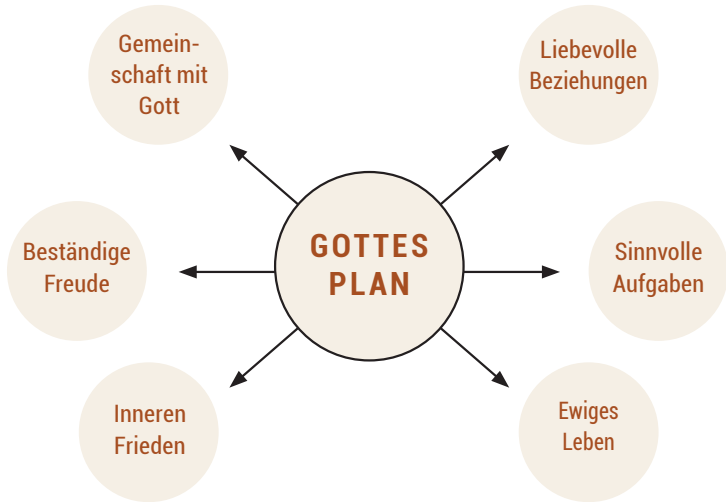 Gemein-
schaft mit
Gott
Liebevolle
Beziehungen
GOTTES
PLAN
Beständige
Freude
Sinnvolle
Aufgaben
Inneren
Frieden
Ewiges
Leben